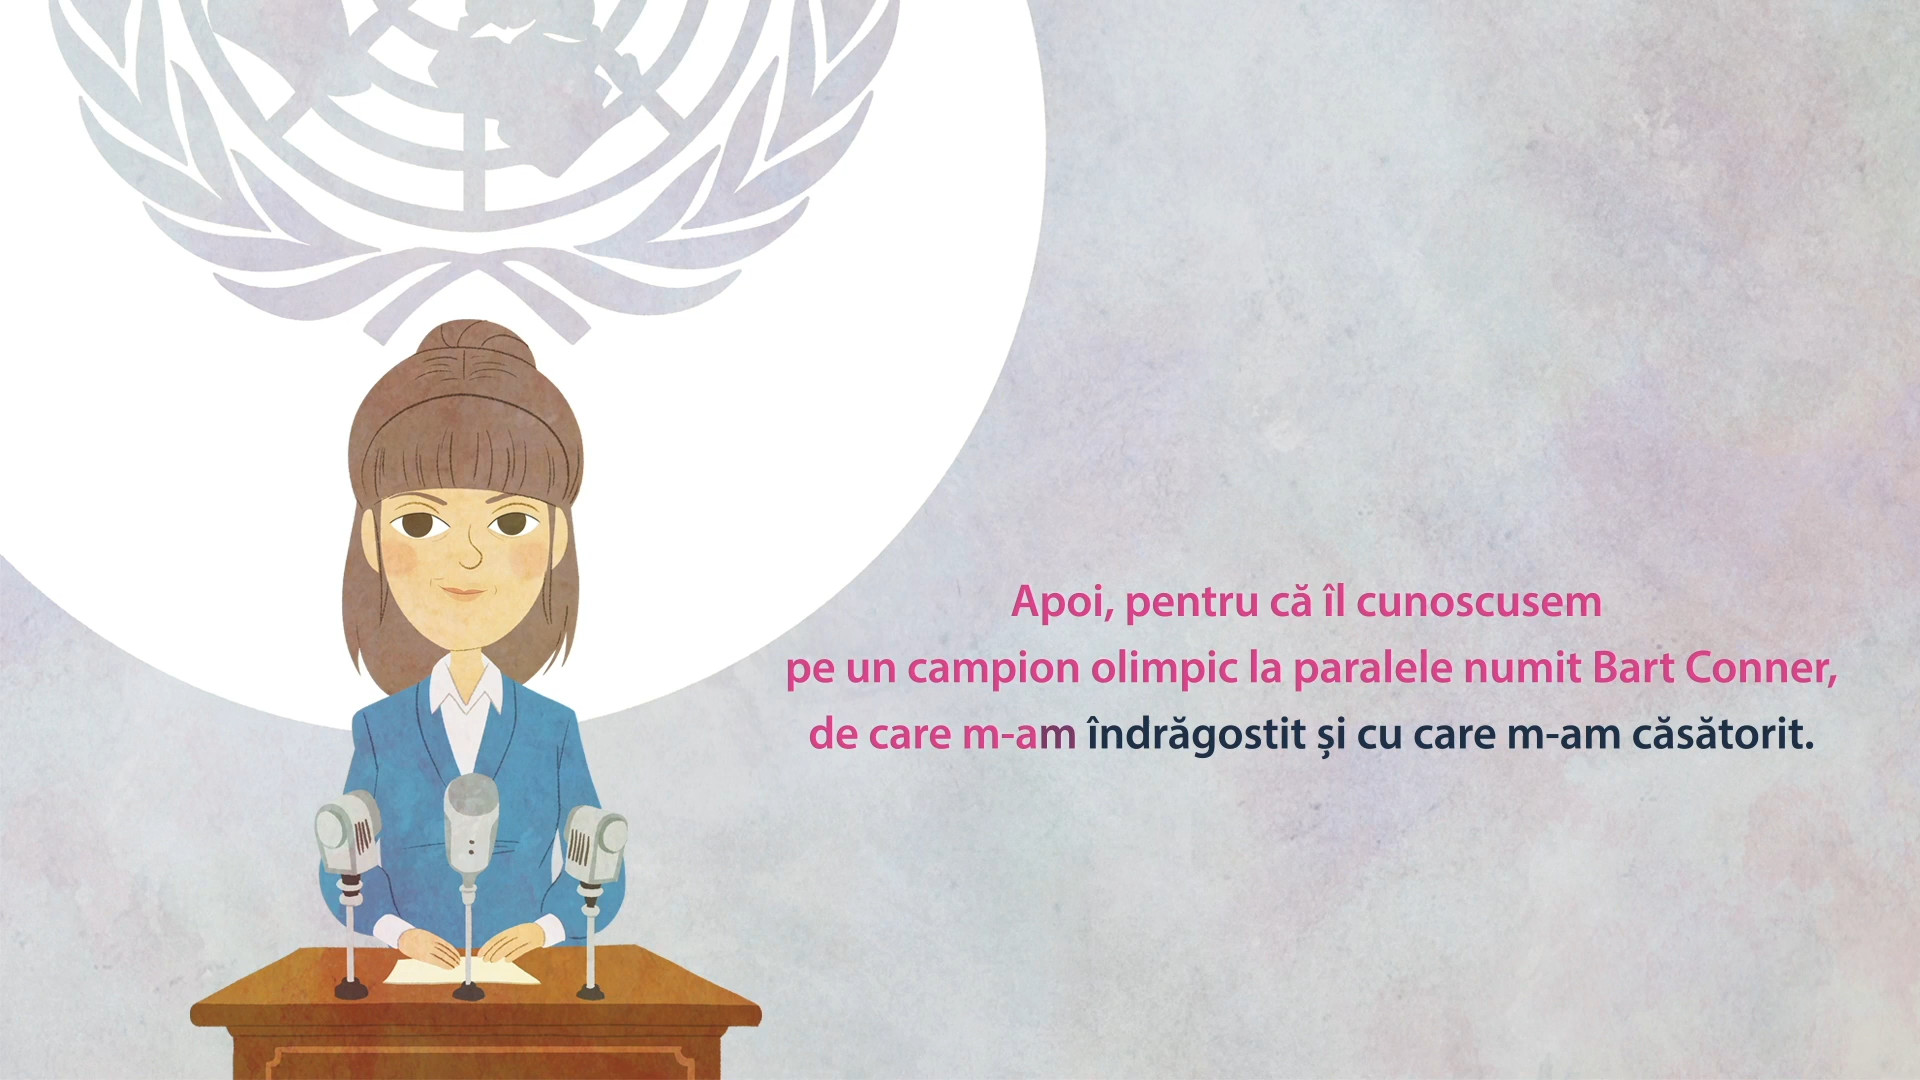 Apoi, pentru că îl cunoscusem
pe un campion olimpic la paralele numit Bart Conner,
de care m-am îndrăgostit și cu care m-am căsătorit.